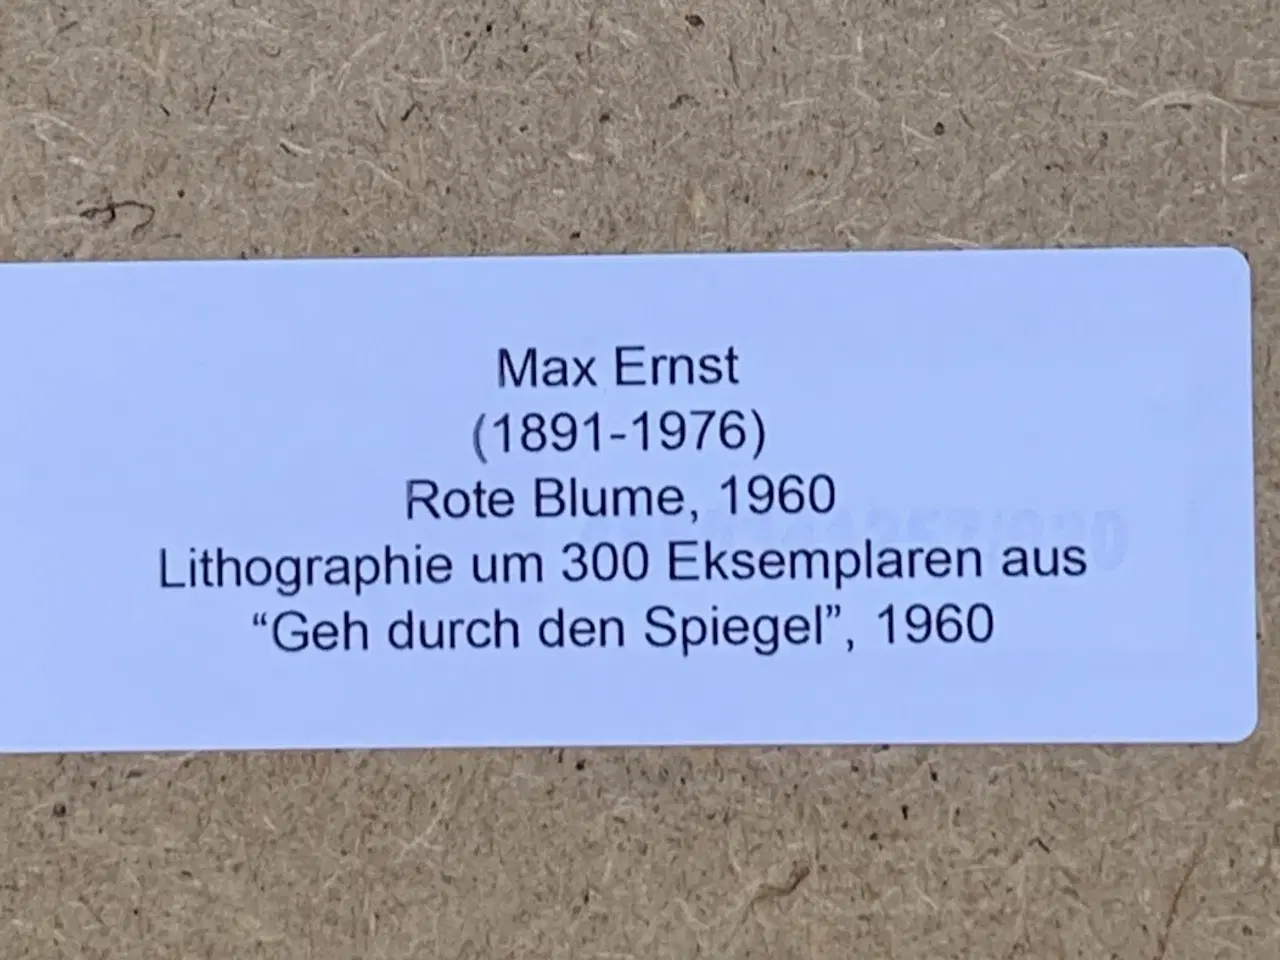 Max Ernst
(1891-1976)
Rote Blume, 1960
Lithographie um 300 Eksemplaren aus
“Geh durch den Spiegel”, 1960